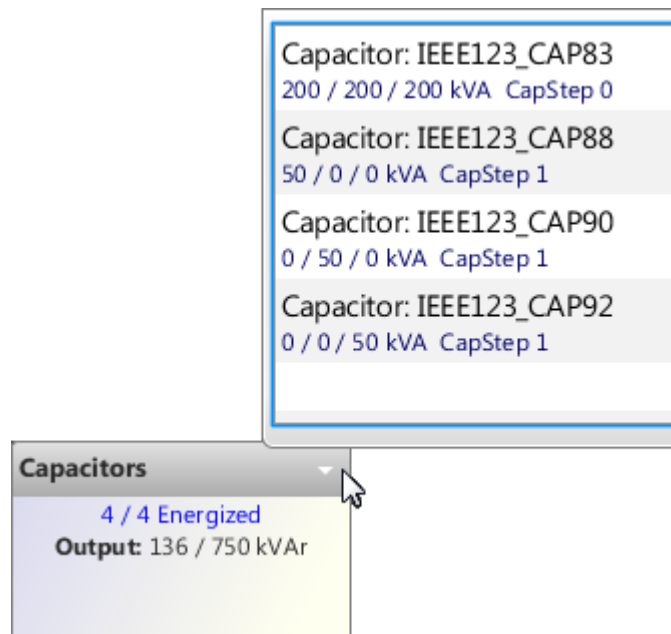 Capacitor: IEEE123_CAP83
200 / 200 / 200 kVA CapStep 0
Capacitor: IEEE123_CAP88
50 / 0 / 0 kVA CapStep 1
Capacitor: IEEE123_CAP90
0 / 50 / 0 kVA CapStep 1
Capacitor: IEEE123_CAP92
0 / 0 / 50 kVA CapStep 1
Capacitors
4 / 4 Energized
Output: 136 / 750 kVAr